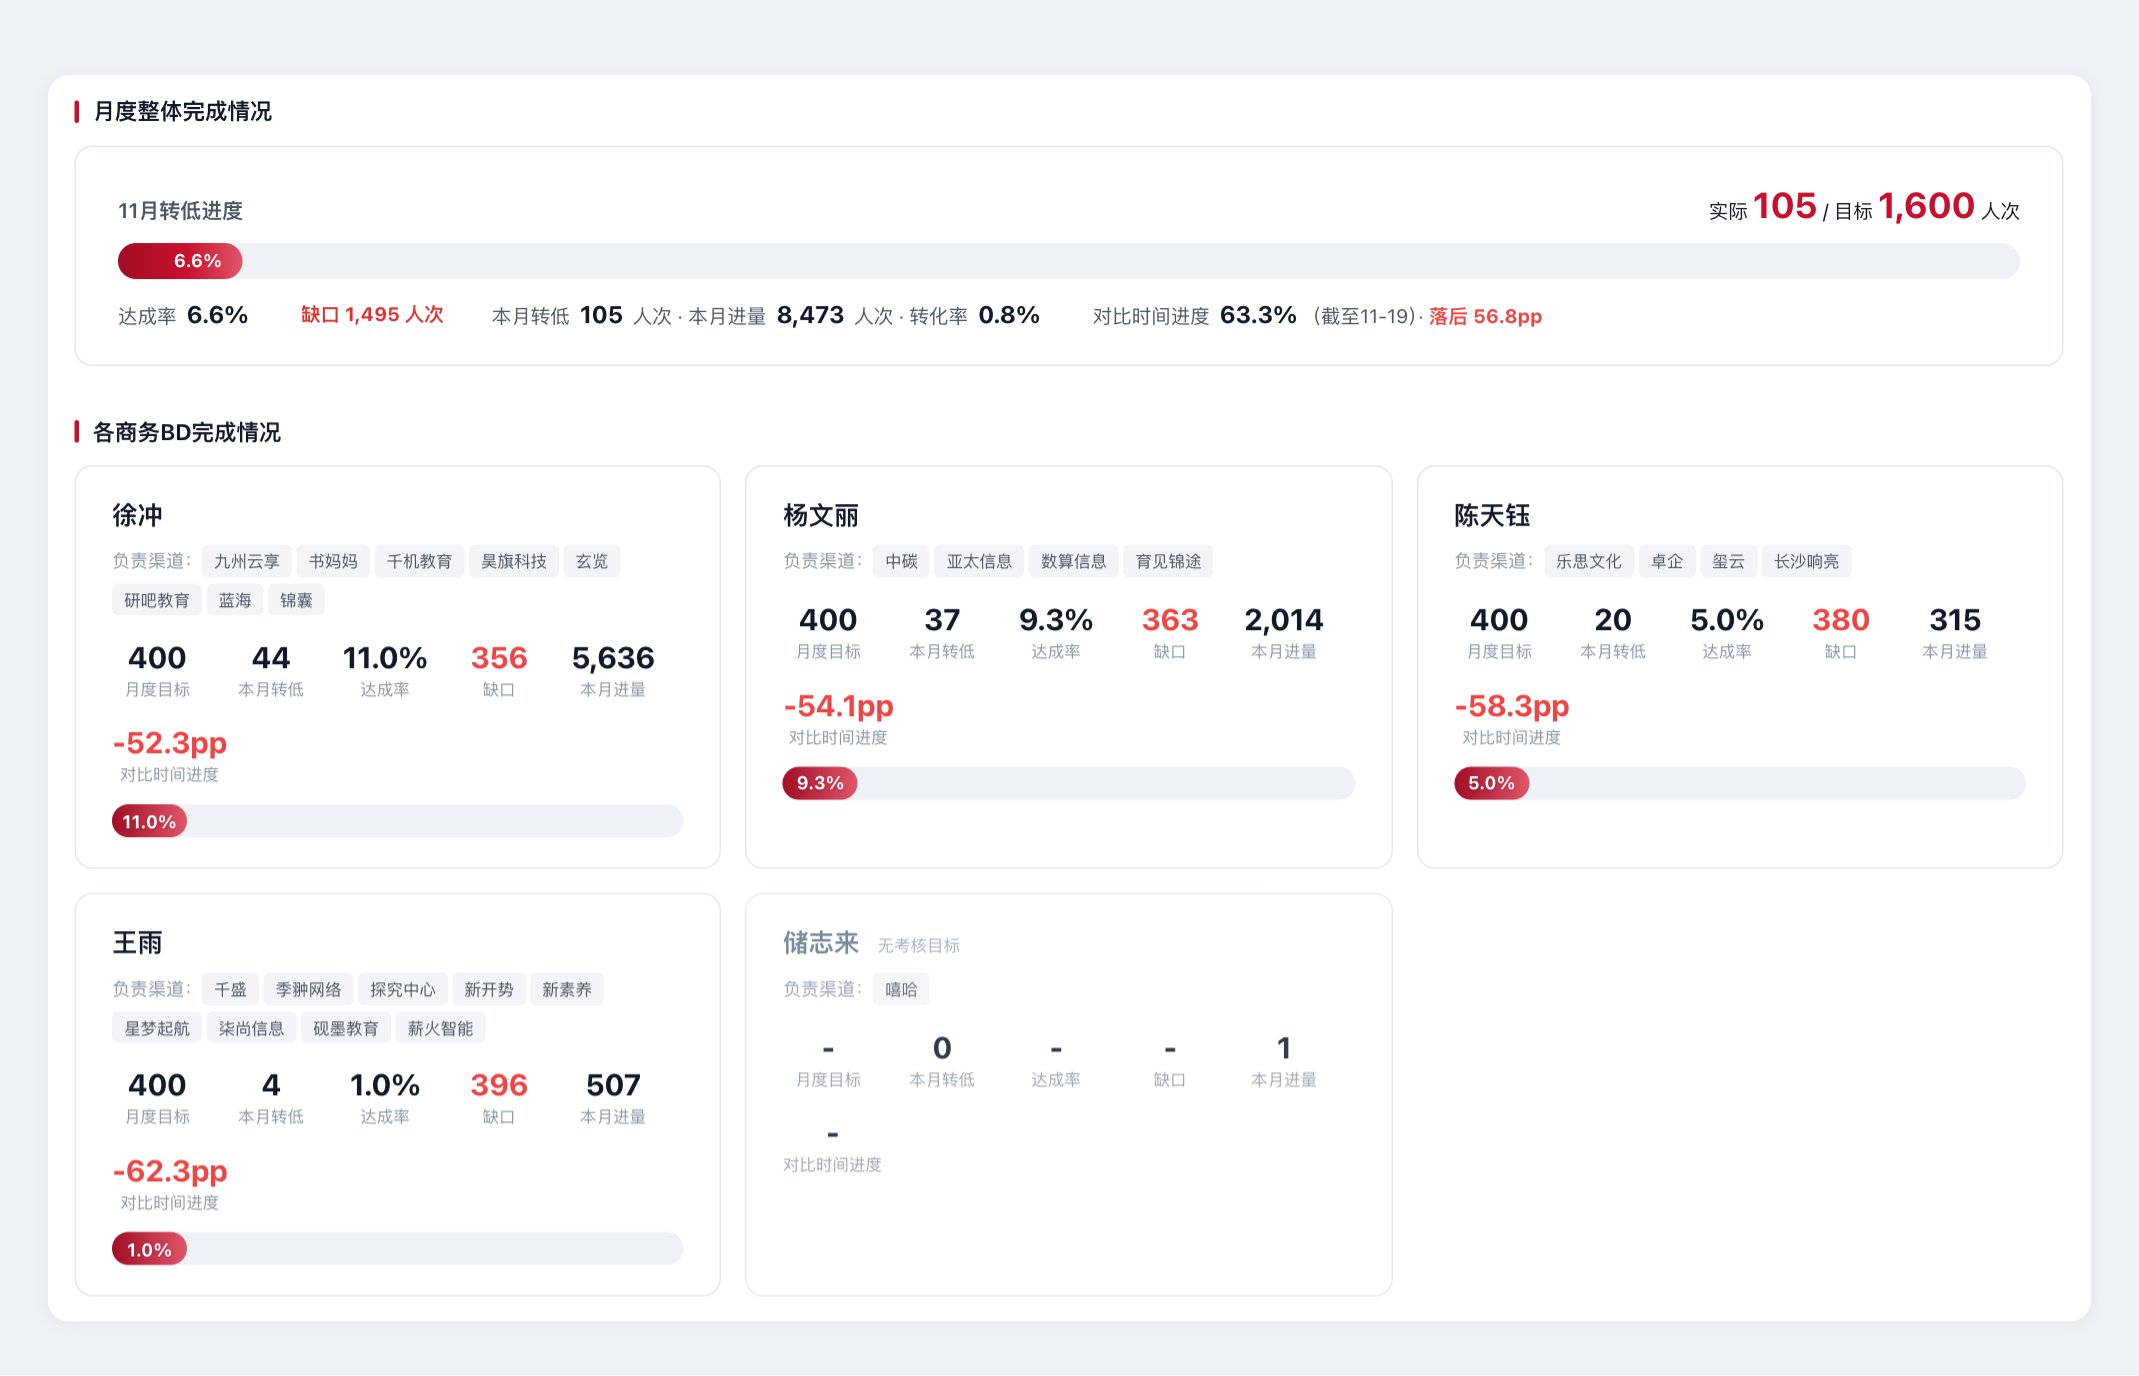 月度整体完成情况
11月转低进度
实际 105 / 目标 1,600 人次
6.6%
达成率 6.6% 缺口 1,495 人次 本月转低 105 人次 · 本月进量 8,473 人次 · 转化率 0.8% 对比时间进度 63.3% （截至11-19）· 落后 56.8pp
各商务BD完成情况
徐冲
负责渠道： 九州云享 书妈妈 千机教育 昊旗科技 玄览
研吧教育 蓝海 锦囊
400 44 11.0% 356 5,636
月度目标 本月转低 达成率 缺口 本月进量
-52.3pp
对比时间进度
11.0%
杨文丽
负责渠道： 中碳 亚太信息 数算信息 育见锦途
400 37 9.3% 363 2,014
月度目标 本月转低 达成率 缺口 本月进量
-54.1pp
对比时间进度
9.3%
陈天钰
负责渠道： 乐思文化 卓企 玺云 长沙响亮
400 20 5.0% 380 315
月度目标 本月转低 达成率 缺口 本月进量
-58.3pp
对比时间进度
5.0%
王雨
负责渠道： 千盛 季翀网络 探究中心 新开势 新素养
星梦起航 柒尚信息 砚墨教育 薪火智能
400 4 1.0% 396 507
月度目标 本月转低 达成率 缺口 本月进量
-62.3pp
对比时间进度
1.0%
储志来 无考核目标
负责渠道： 嘻哈
- 0 - - 1
月度目标 本月转低 达成率 缺口 本月进量
-
对比时间进度